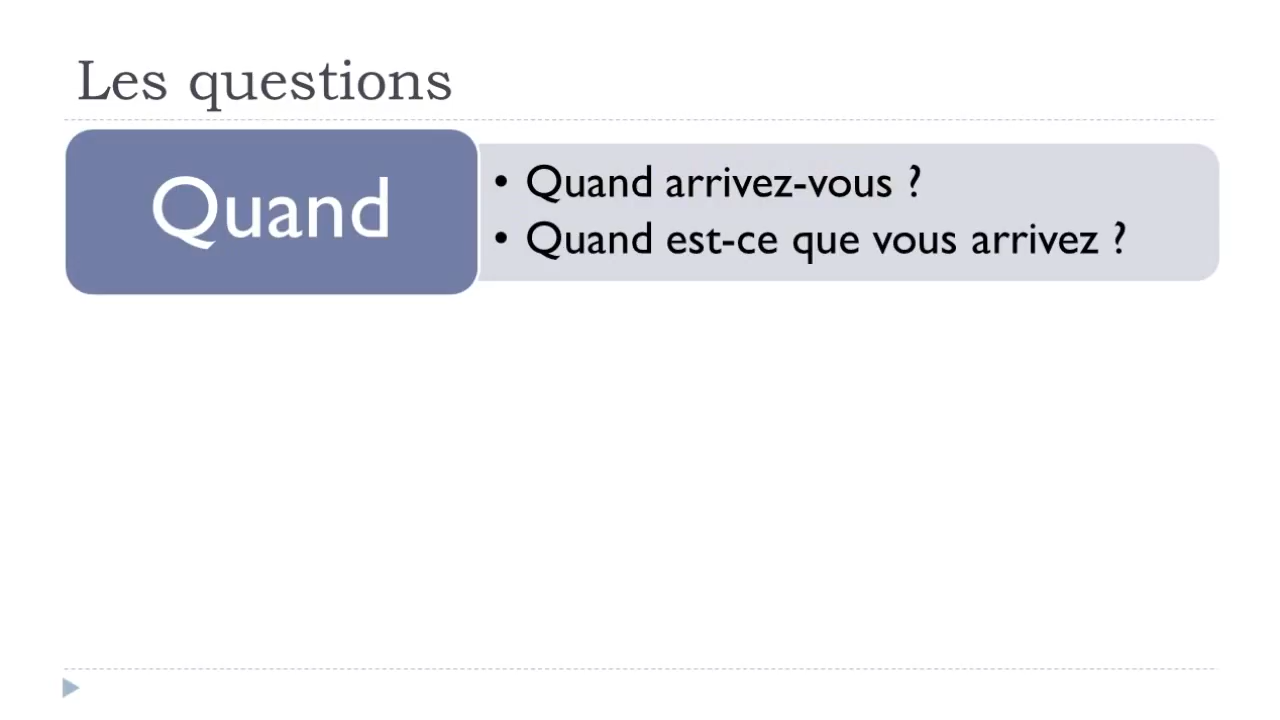 Les questions
Quand
• Quand arrivez-vous ?
• Quand est-ce que vous arrivez ?